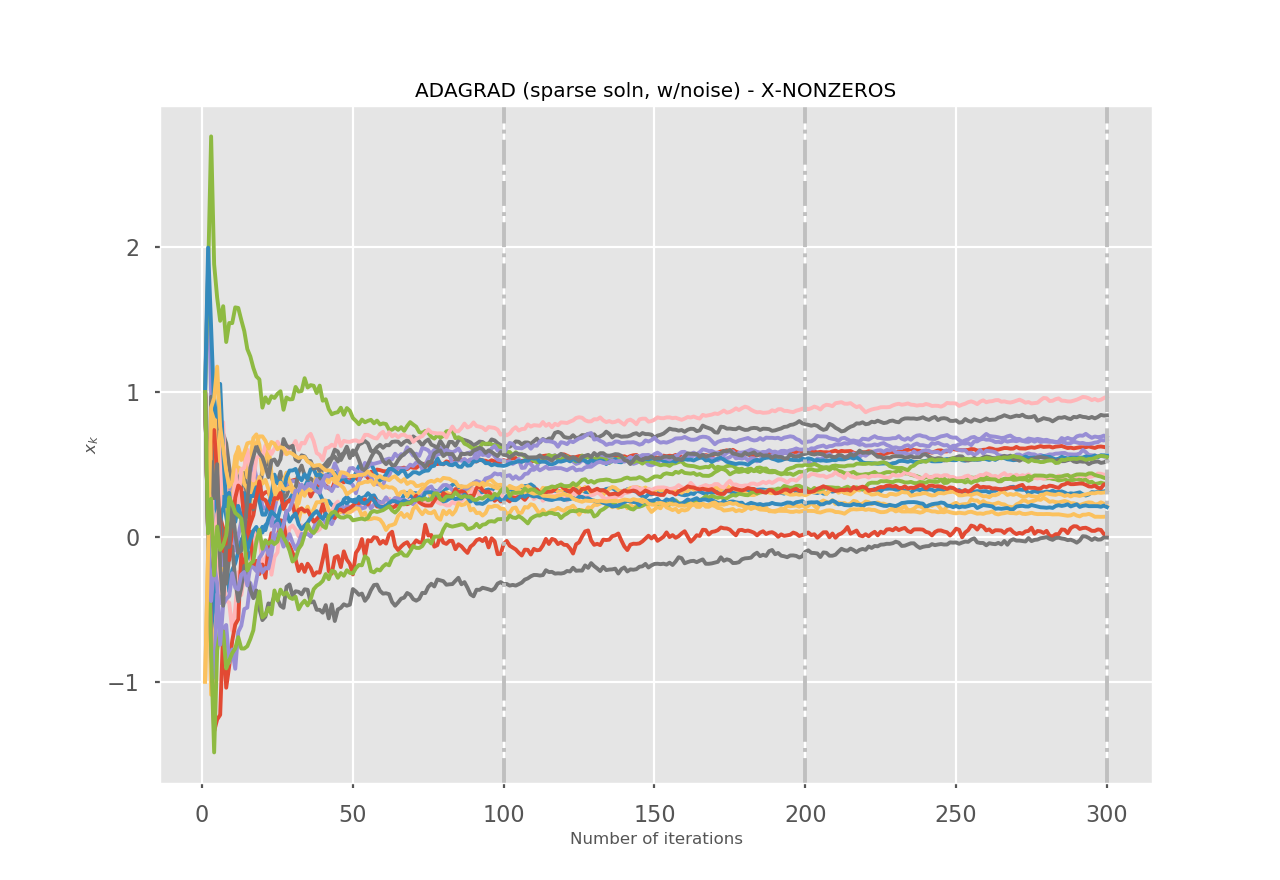 ADAGRAD (sparse soln, w/noise) - X-NONZEROS
2
1
0
−1
x_k
0 50 100 150 200 250 300
Number of iterations